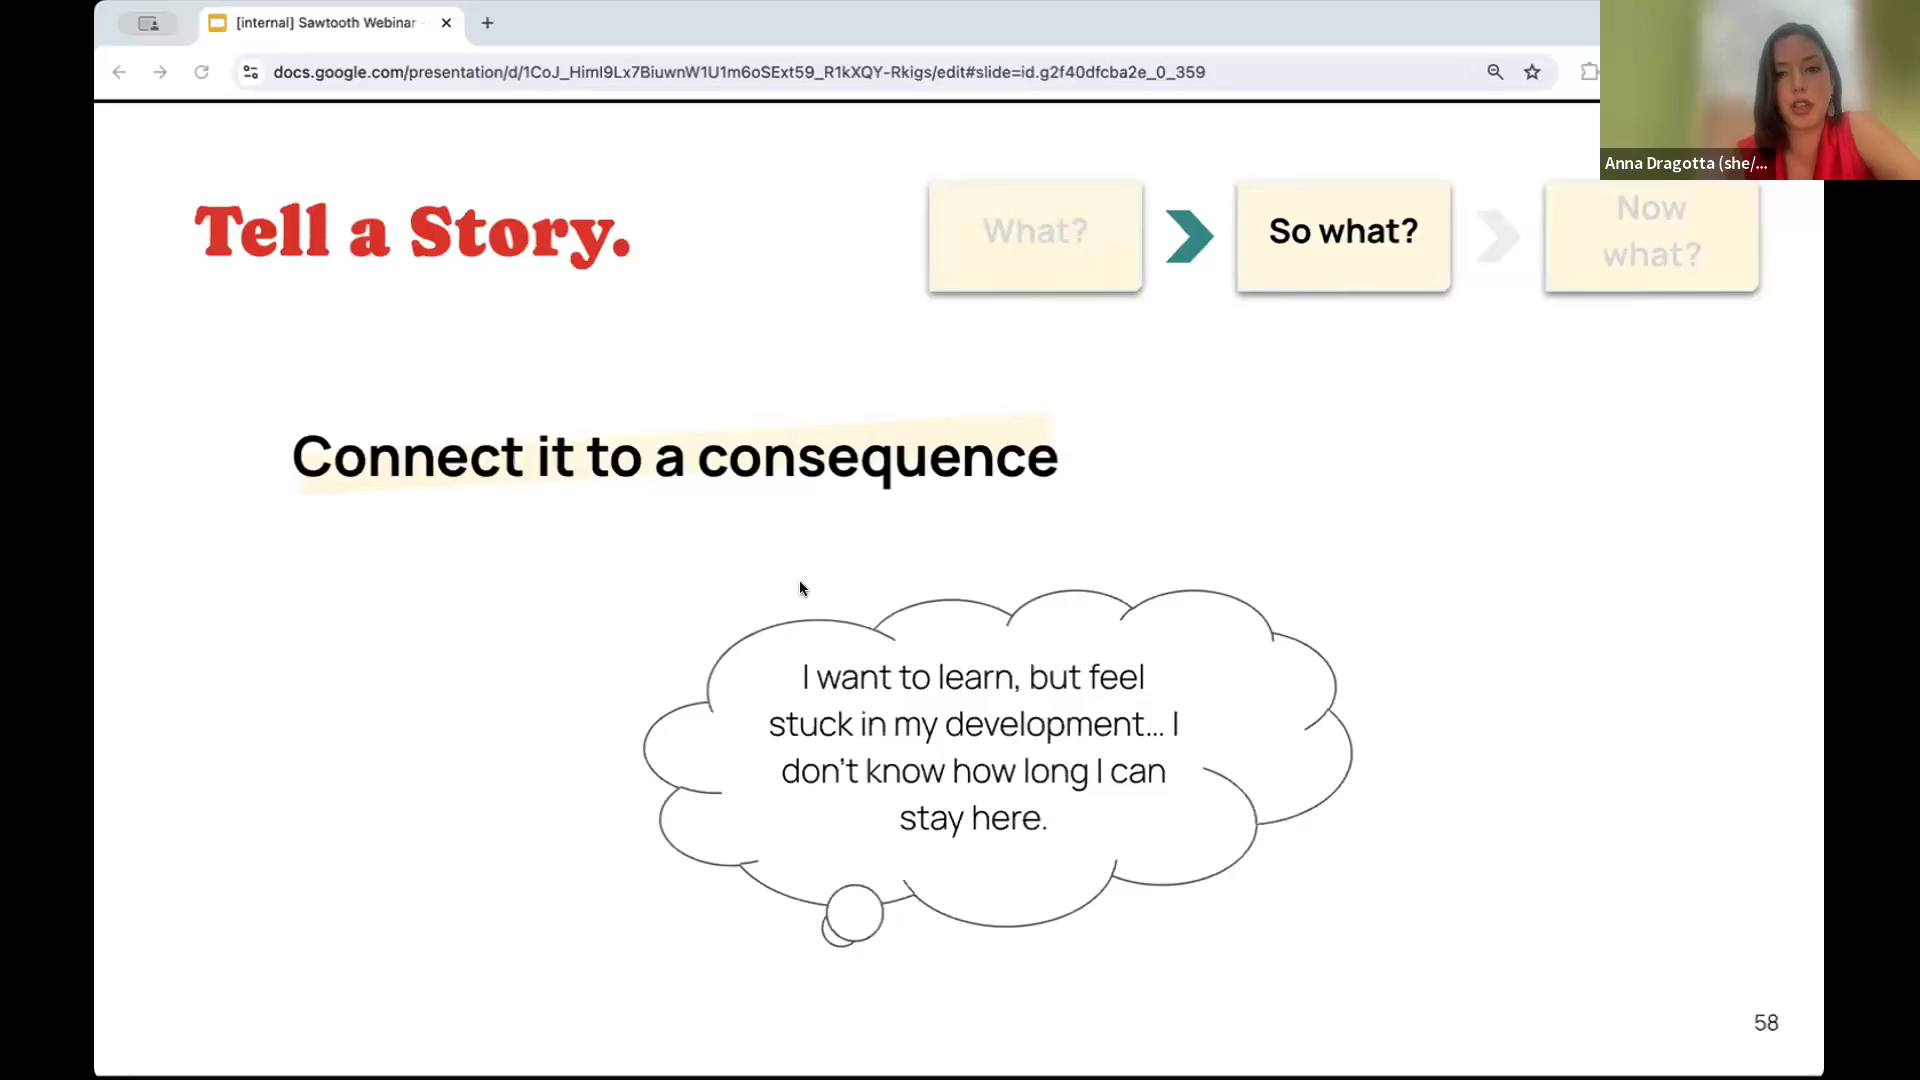 [internal] Sawtooth Webinar -
docs.google.com/presentation/d/1CoJ_HimI9Lx7BiuwnW1U1m6oSExt59_R1kXQY-Rkigs/edit#slide=id.g2f40dfcba2e_0_359
Anna Dragotta (she/...
Tell a Story.
What?
So what?
Now
what?
Connect it to a consequence
I want to learn, but feel
stuck in my development... I
don't know how long I can
stay here.
58